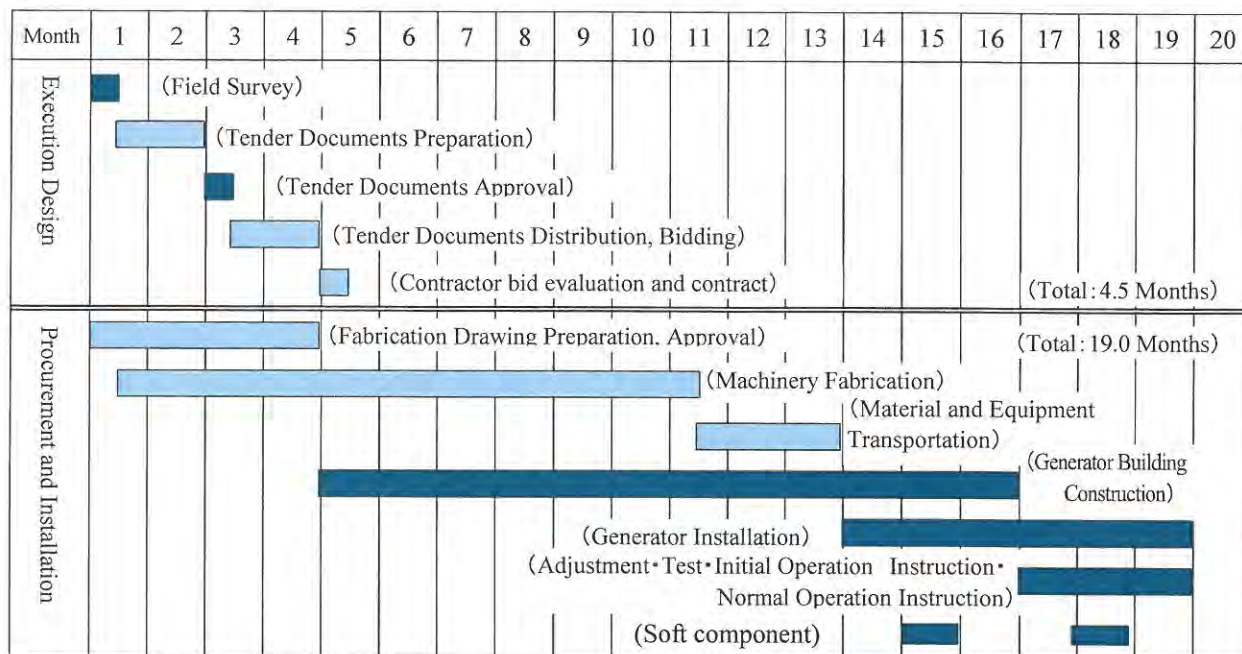 Month 1 2 3 4 5 6 7 8 9 10 11 12 13 14 15 16 17 18 19 20
Execution Design
(Field Survey)
(Tender Documents Preparation)
(Tender Documents Approval)
(Tender Documents Distribution, Bidding)
(Contractor bid evaluation and contract)
(Total : 4.5 Months)
Procurement and Installation
(Fabrication Drawing Preparation, Approval)
(Total : 19.0 Months)
(Machinery Fabrication)
(Material and Equipment
Transportation)
(Generator Building
Construction)
(Generator Installation)
(Adjustment・Test・Initial Operation Instruction・
Normal Operation Instruction)
(Soft component)